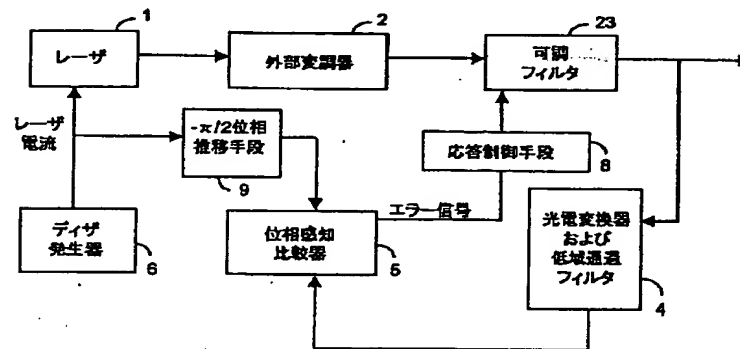 1
レーザ
2
外部変調器
23
可調
フィルタ
レーザ
電流
-π/2位相
推移手段
9
応答制御手段
8
ディザ
発生器
6
位相感知
比較器
5
エラー信号
光電変換器
および
低域通過
フィルタ
4